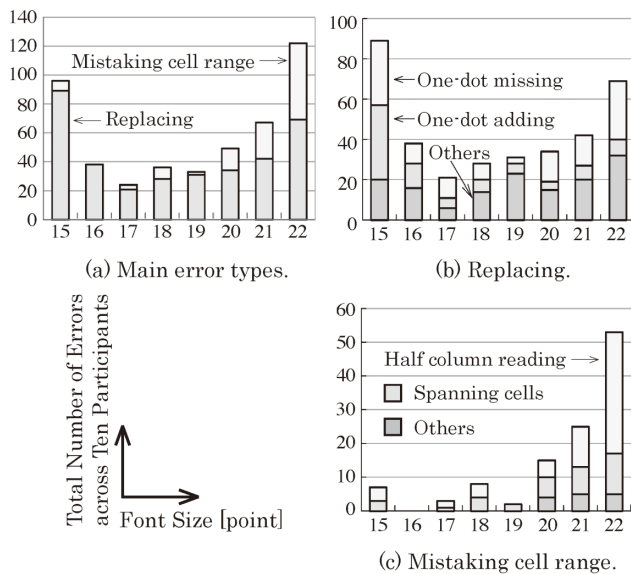 140
120
100
80
60
40
20
0
Mistaking cell range
Replacing
15 16 17 18 19 20 21 22
(a) Main error types.
100
80
60
40
20
0
One-dot missing
One-dot adding
Others
15 16 17 18 19 20 21 22
(b) Replacing.
Total Number of Errors
across Ten Participants
Font Size [point]
60
50
40
30
20
10
0
Half column reading
Spanning cells
Others
15 16 17 18 19 20 21 22
(c) Mistaking cell range.